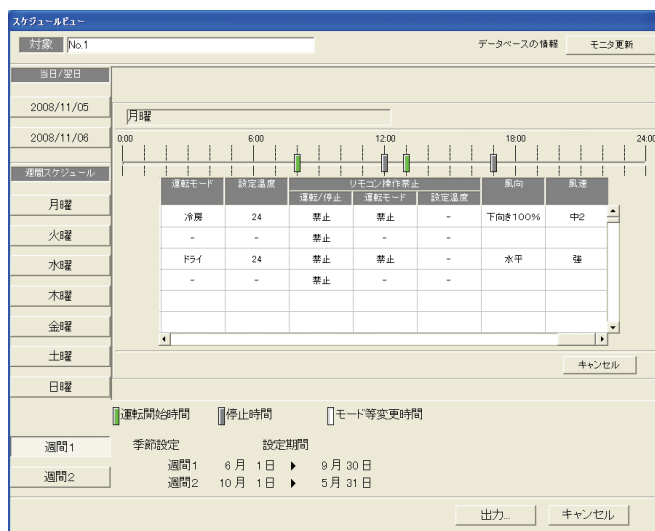 スケジュールビュー
対象 No.1 データベースの情報 モニタ更新
当日/翌日
2008/11/05
2008/11/06
月曜
0:00 6:00 12:00 18:00 24:00
週間スケジュール
月曜
火曜
水曜
木曜
金曜
土曜
日曜
運転モード 設定温度 リモコン操作禁止 風向 風速
運転/停止 運転モード 設定温度
冷房 24 禁止 禁止 - 下向き100% 中2
- - 禁止 - -
ドライ 24 禁止 禁止 - 水平 強
- - 禁止 - -
キャンセル
運転開始時間 停止時間 モード等変更時間
週間1
週間2
季節設定 設定期間
週間1 6月 1日 ▶ 9月 30日
週間2 10月 1日 ▶ 5月 31日
出力... キャンセル